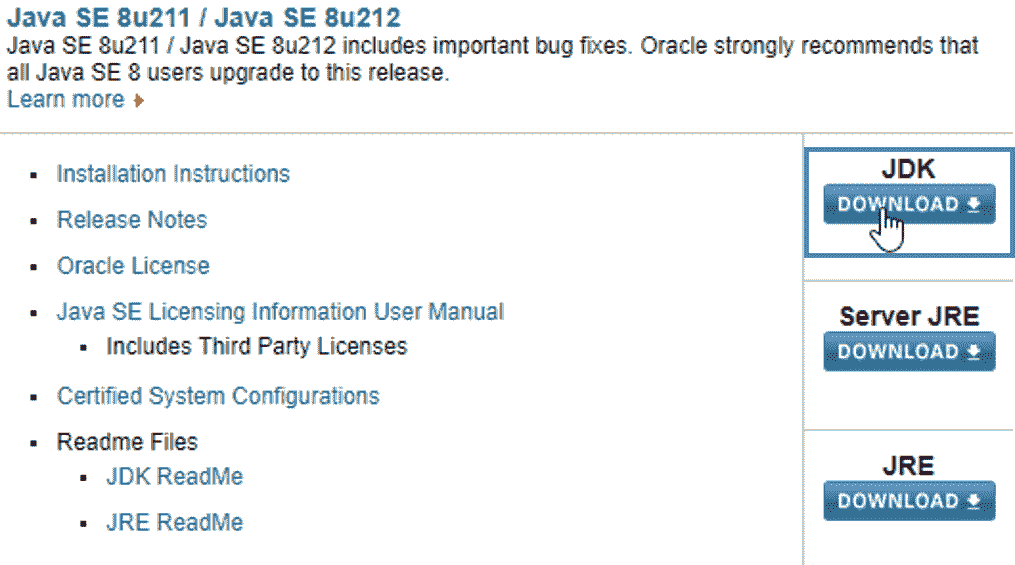 Java SE 8u211 / Java SE 8u212
Java SE 8u211 / Java SE 8u212 includes important bug fixes. Oracle strongly recommends that
all Java SE 8 users upgrade to this release.
Learn more
Installation Instructions
Release Notes
Oracle License
Java SE Licensing Information User Manual
Includes Third Party Licenses
Certified System Configurations
Readme Files
JDK ReadMe
JRE ReadMe
JDK
DOWNLOAD
Server JRE
DOWNLOAD
JRE
DOWNLOAD